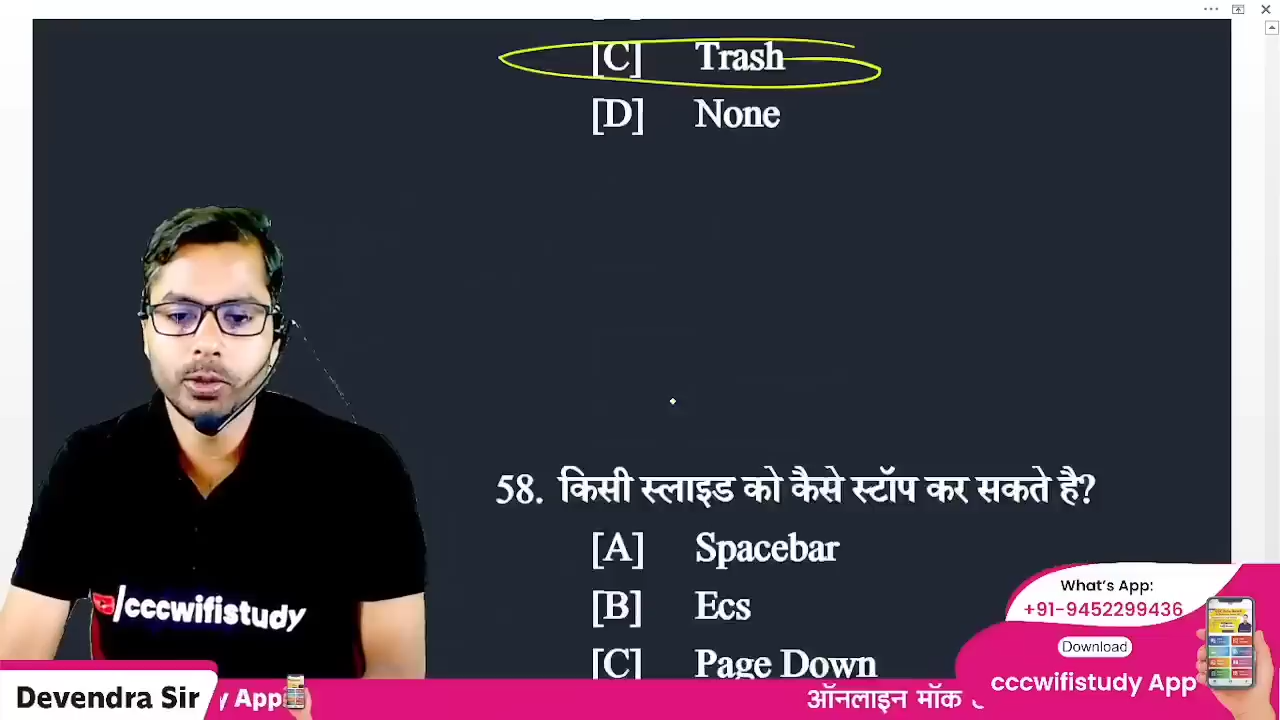 [C] Trash
[D] None
58. किसी स्लाइड को कैसे स्टॉप कर सकते है?
[A] Spacebar
[B] Ecs
[C] Page Down
/cccwifistudy
What's App:
+91-9452299436
Download
cccwifistudy App
Devendra Sir
y App
ऑनलाइन मॉक